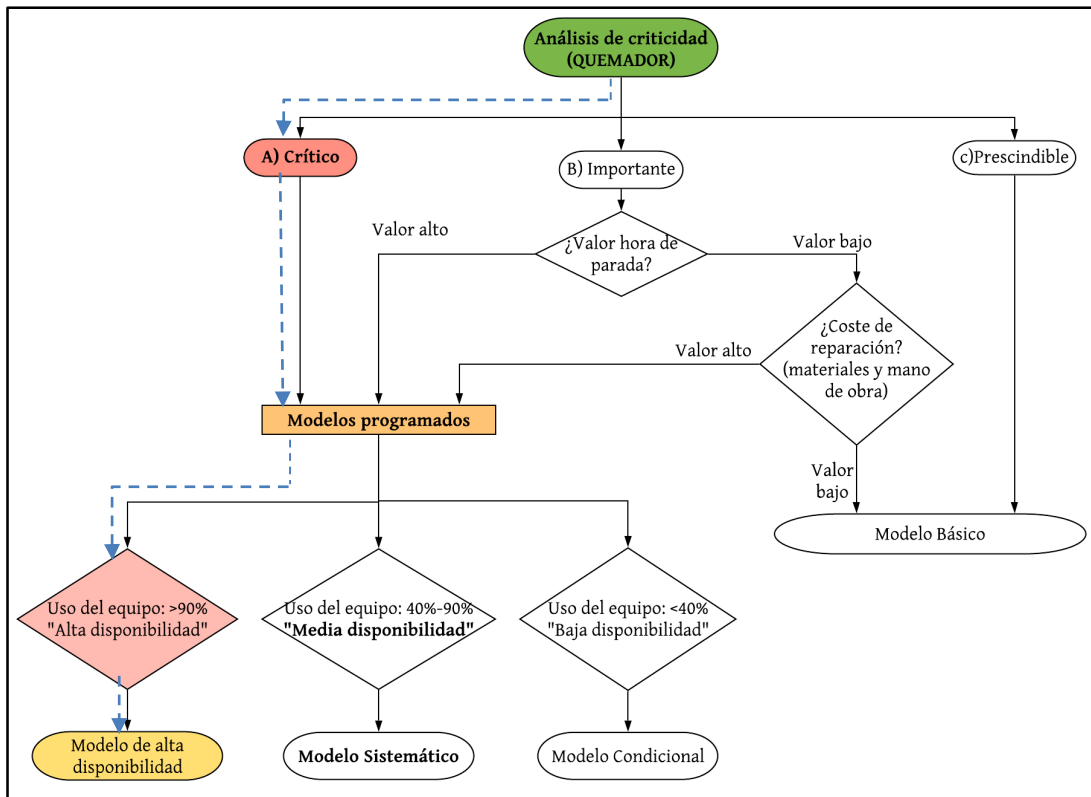 Análisis de criticidad
(QUEMADOR)
A) Crítico
B) Importante
c)Prescindible
Valor alto
¿Valor hora de
parada?
Valor bajo
¿Coste de
reparación?
(materiales y mano
de obra)
Valor alto
Modelos programados
Valor
bajo
Modelo Básico
Uso del equipo: >90%
"Alta disponibilidad"
Uso del equipo: 40%-90%
"Media disponibilidad"
Uso del equipo: <40%
"Baja disponibilidad"
Modelo de alta
disponibilidad
Modelo Sistemático
Modelo Condicional